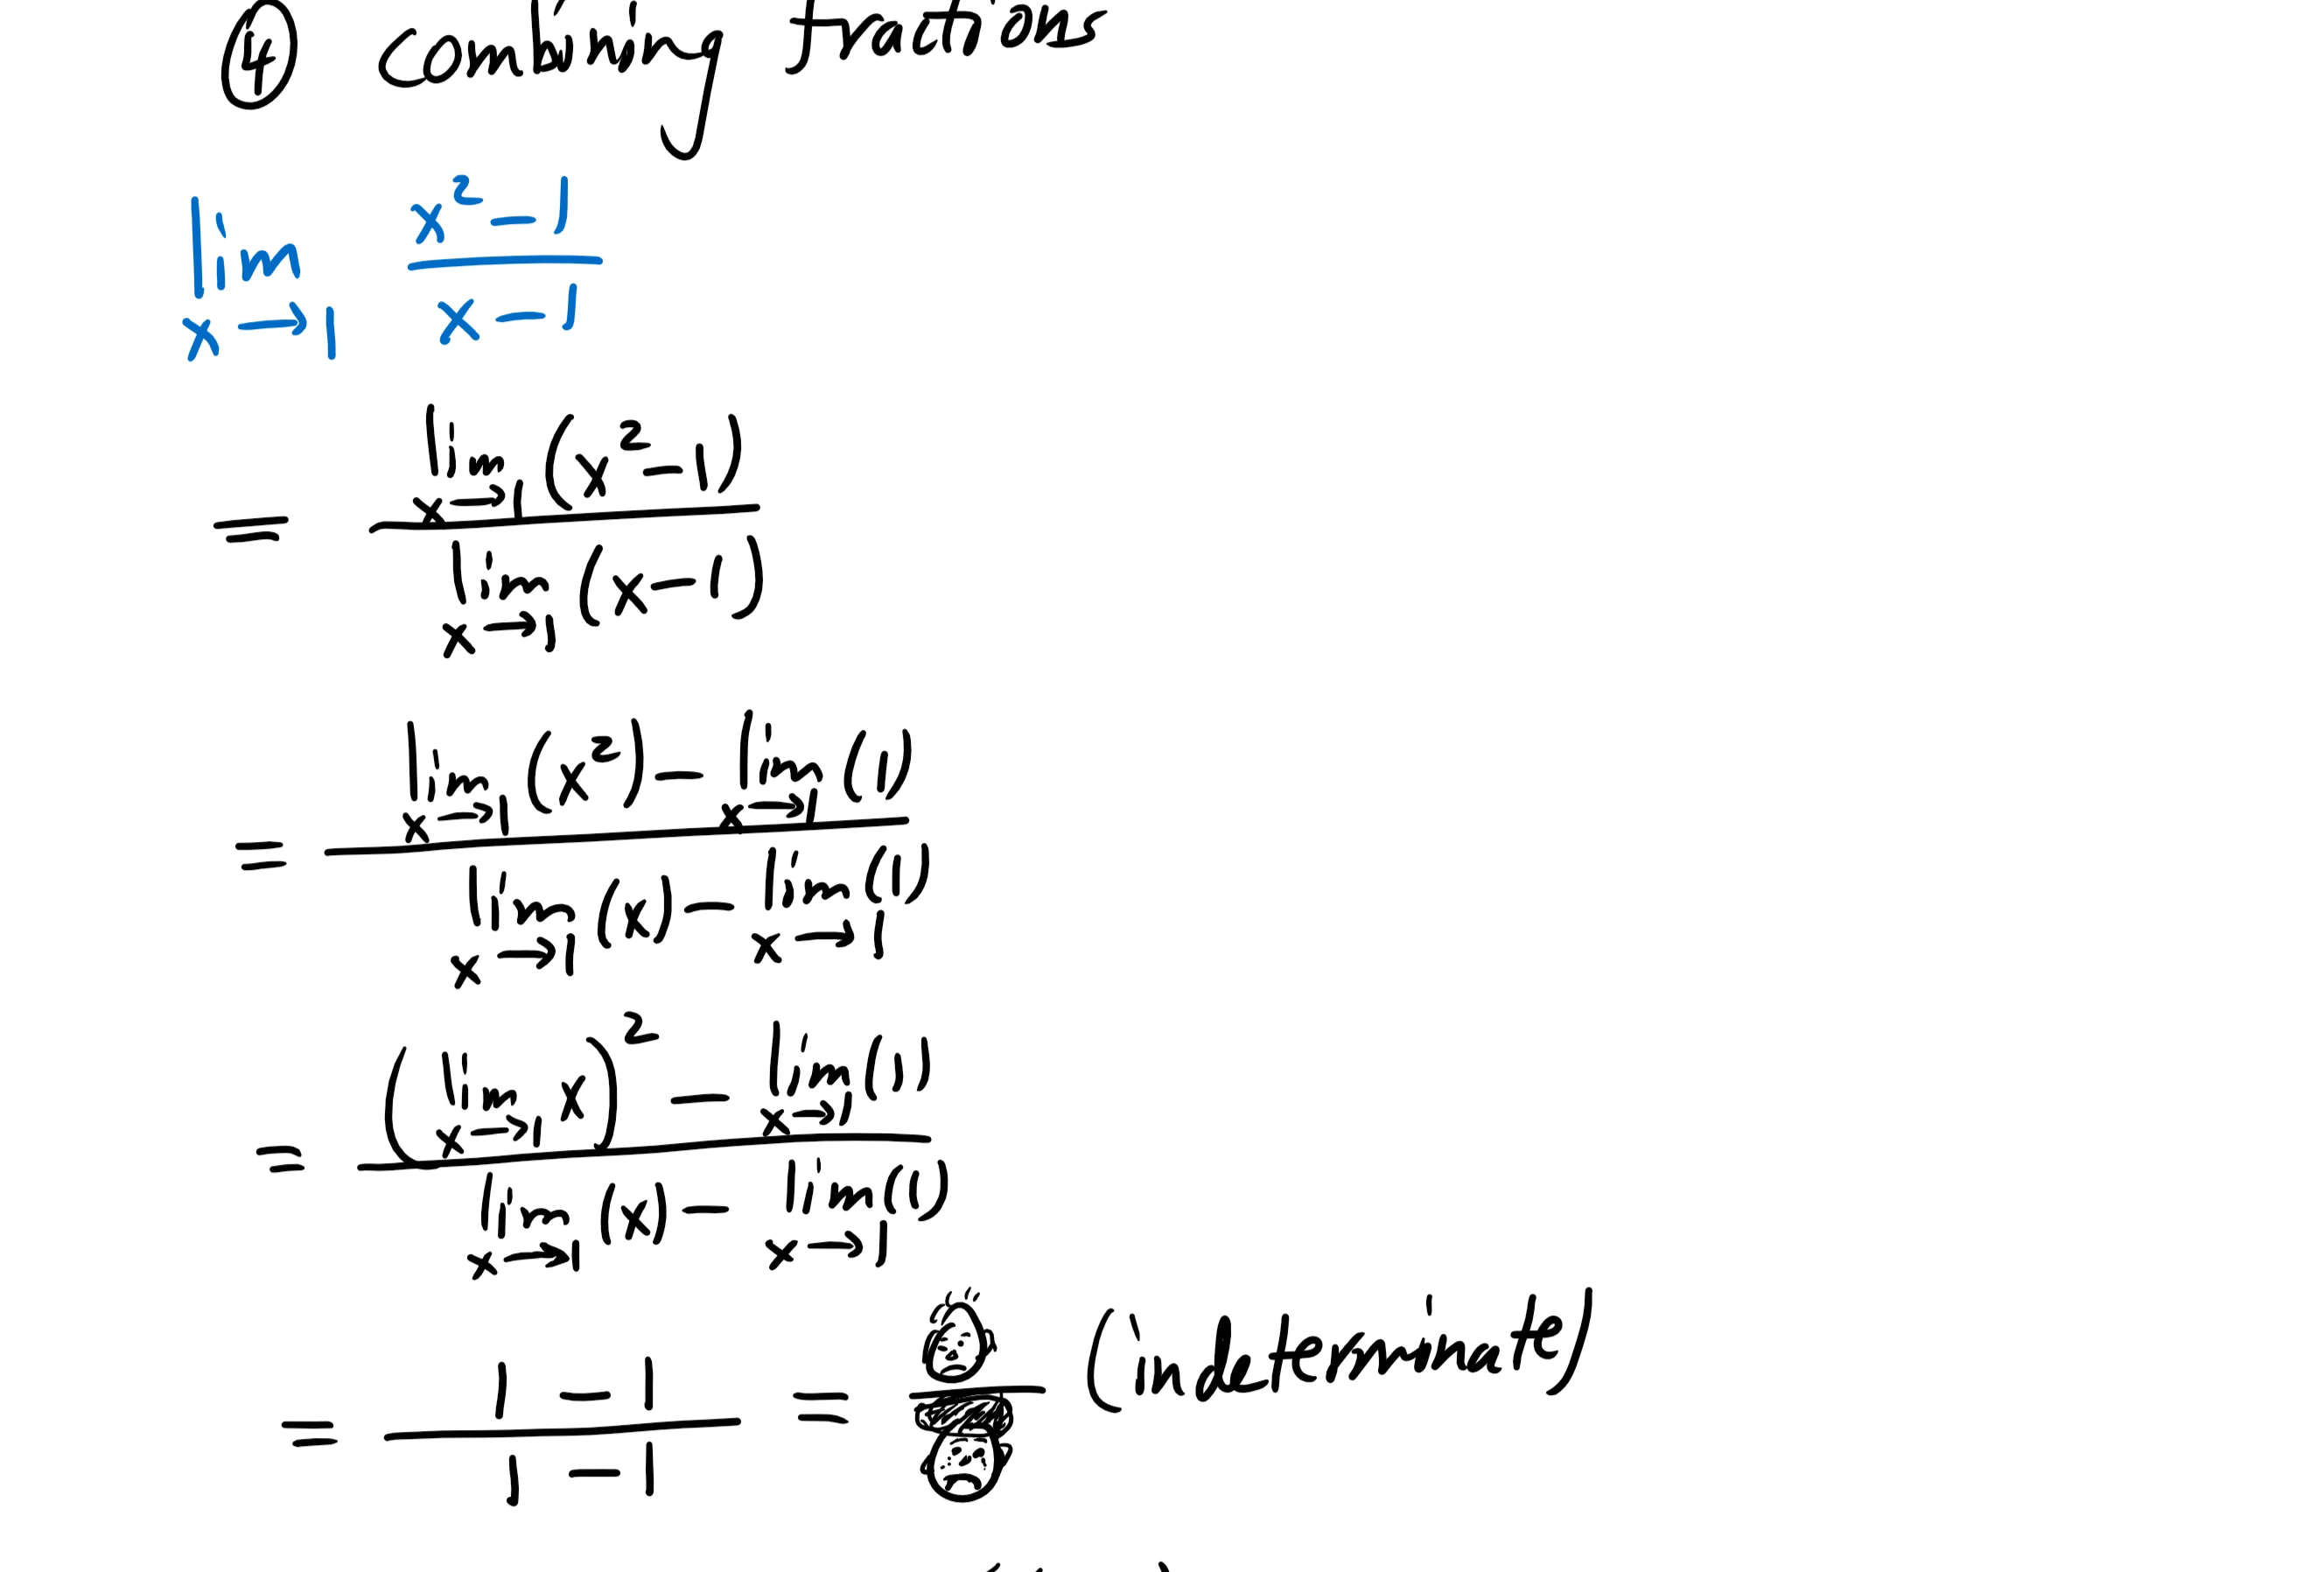 ④ combining fractions
lim x→1 (x² − 1)/(x − 1)
= lim x→1 (x² − 1) / lim x→1 (x − 1)
= (lim x→1 (x²) − lim x→1 (1)) / (lim x→1 (x) − lim x→1 (1))
= ((lim x→1 x)² − lim x→1 (1)) / (lim x→1 (x) − lim x→1 (1))
= (1 − 1)/(1 − 1) = 0/0 (indeterminate)